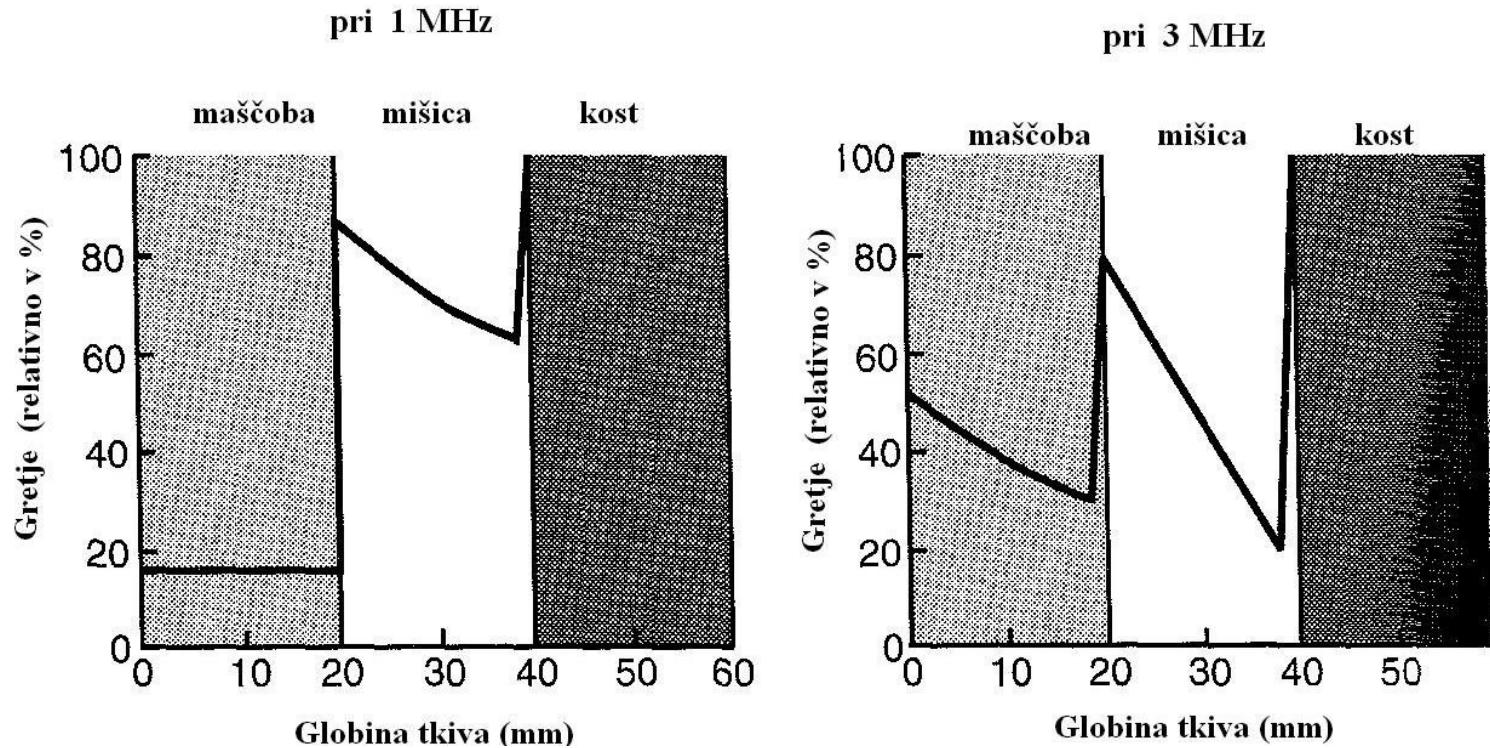 pri 1 MHz
maščoba mišica kost
100
80
60
40
20
0
Gretje (relativno v %)
0 10 20 30 40 50 60
Globina tkiva (mm)
pri 3 MHz
maščoba mišica kost
100
80
60
40
20
0
Gretje (relativno v %)
0 10 20 30 40 50
Globina tkiva (mm)